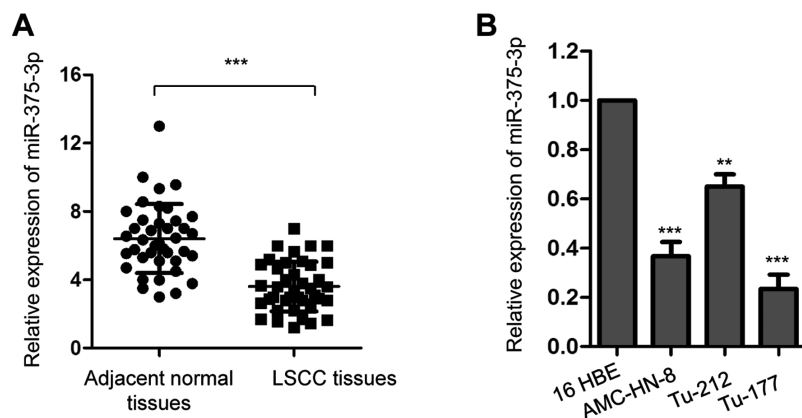 A
Relative expression of miR-375-3p
16
12
8
4
0
***
Adjacent normal
tissues
LSCC tissues
B
Relative expression of miR-375-3p
1.2
1.0
0.8
0.6
0.4
0.2
0.0
***
**
***
16 HBE
AMC-HN-8
Tu-212
Tu-177